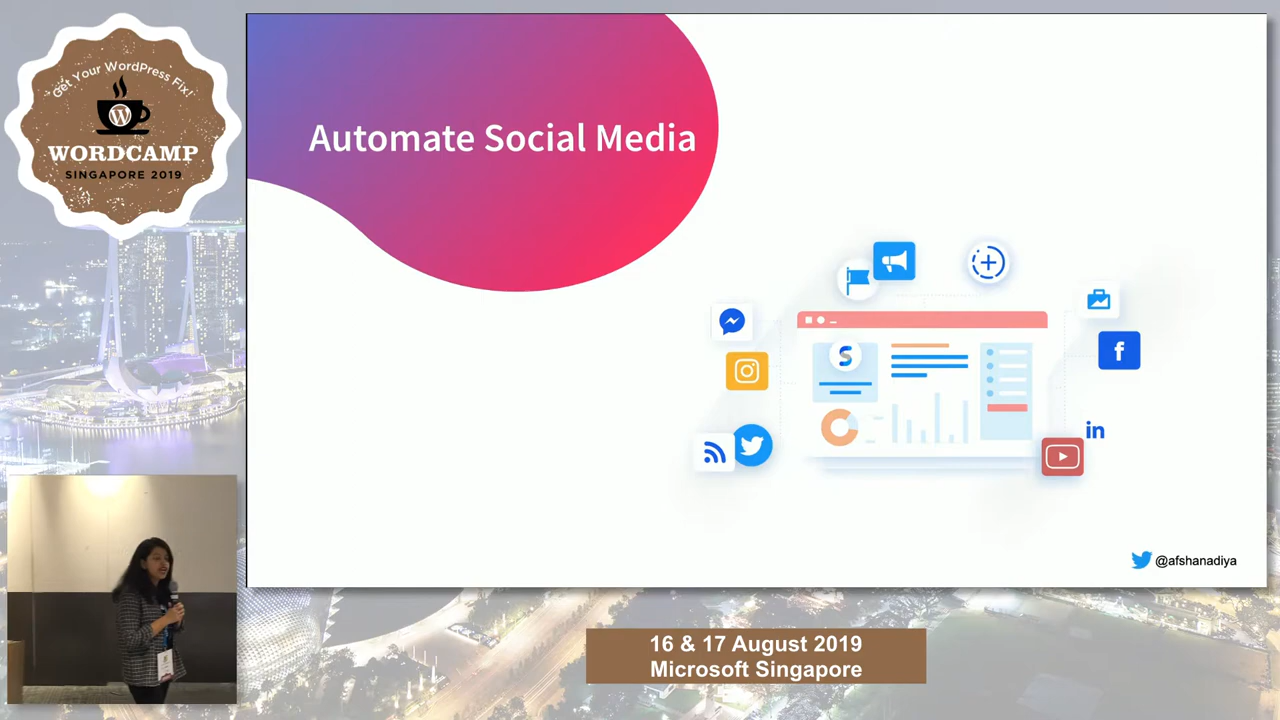 Get Your WordPress Fix!
WORDCAMP
SINGAPORE 2019
Automate Social Media
f
in
@afshanadiya
16 & 17 August 2019
Microsoft Singapore